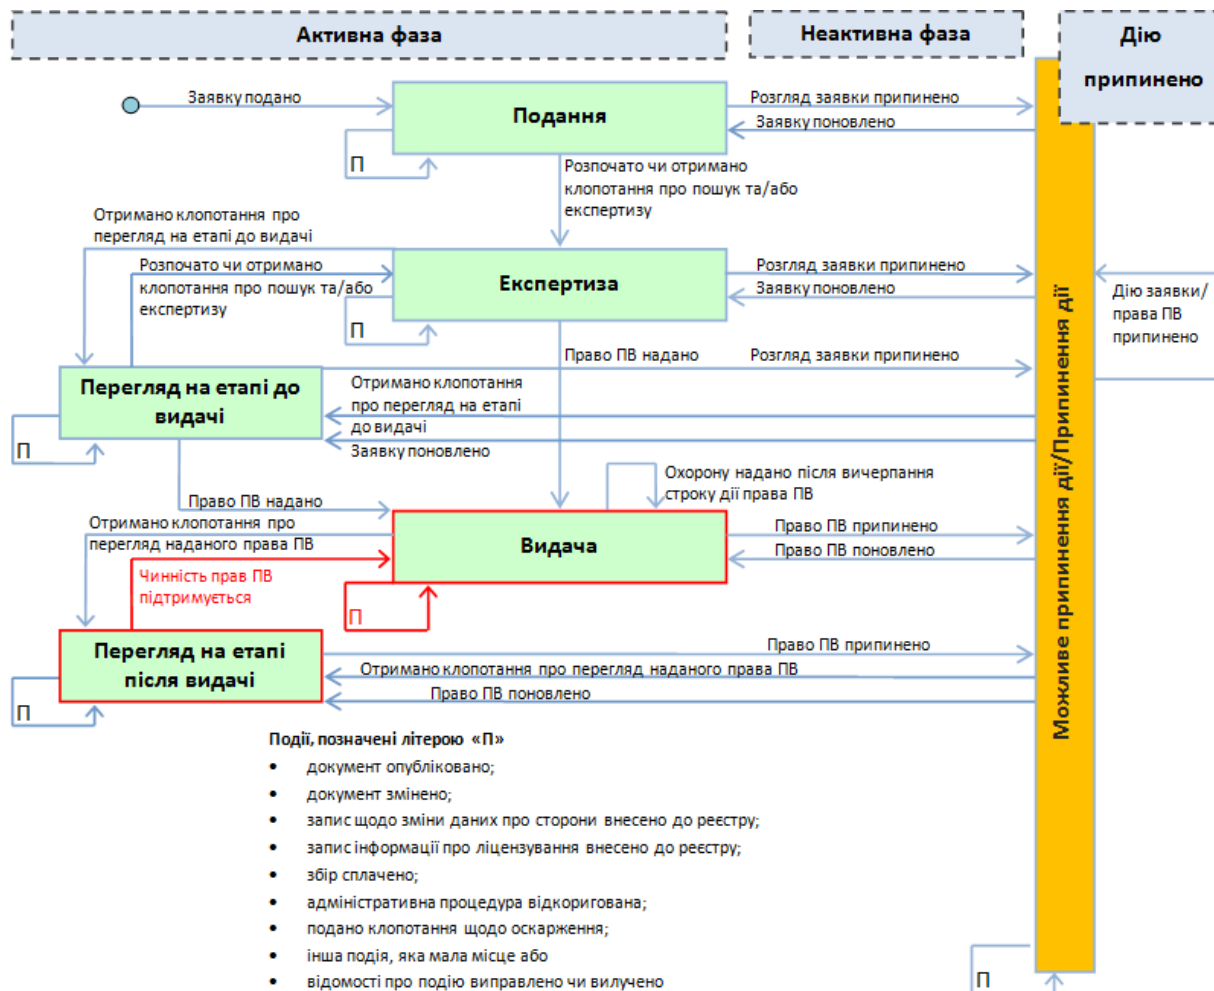 Активна фаза
Неактивна фаза
Дію
припинено
Заявку подано
Подання
Розгляд заявки припинено
Заявку поновлено
П
Розпочато чи отримано
клопотання про пошук та/або
експертизу
Отримано клопотання про
перегляд на етапі до видачі
Розпочато чи отримано
клопотання про пошук та/або
експертизу
Експертиза
Розгляд заявки припинено
Заявку поновлено
П
Дію заявки/
права ПВ
припинено
Право ПВ надано
Розгляд заявки припинено
Перегляд на етапі до
видачі
Отримано клопотання
про перегляд на етапі
до видачі
Заявку поновлено
П
Можливе припинення дії/Припинення дії
Охорону надано після вичерпання
строку дії права ПВ
Право ПВ надано
Отримано клопотання про
перегляд наданого права ПВ
Видача
Право ПВ припинено
Право ПВ поновлено
Чинність прав ПВ
підтримується
П
Перегляд на етапі
після видачі
Право ПВ припинено
Отримано клопотання про перегляд наданого права ПВ
Право ПВ поновлено
П
Події, позначені літерою «П»
• документ опубліковано;
• документ змінено;
• запис щодо зміни даних про сторони внесено до реєстру;
• запис інформації про ліцензування внесено до реєстру;
• збір сплачено;
• адміністративна процедура відкоригована;
• подано клопотання щодо оскарження;
• інша подія, яка мала місце або
• відомості про подію виправлено чи вилучено
П